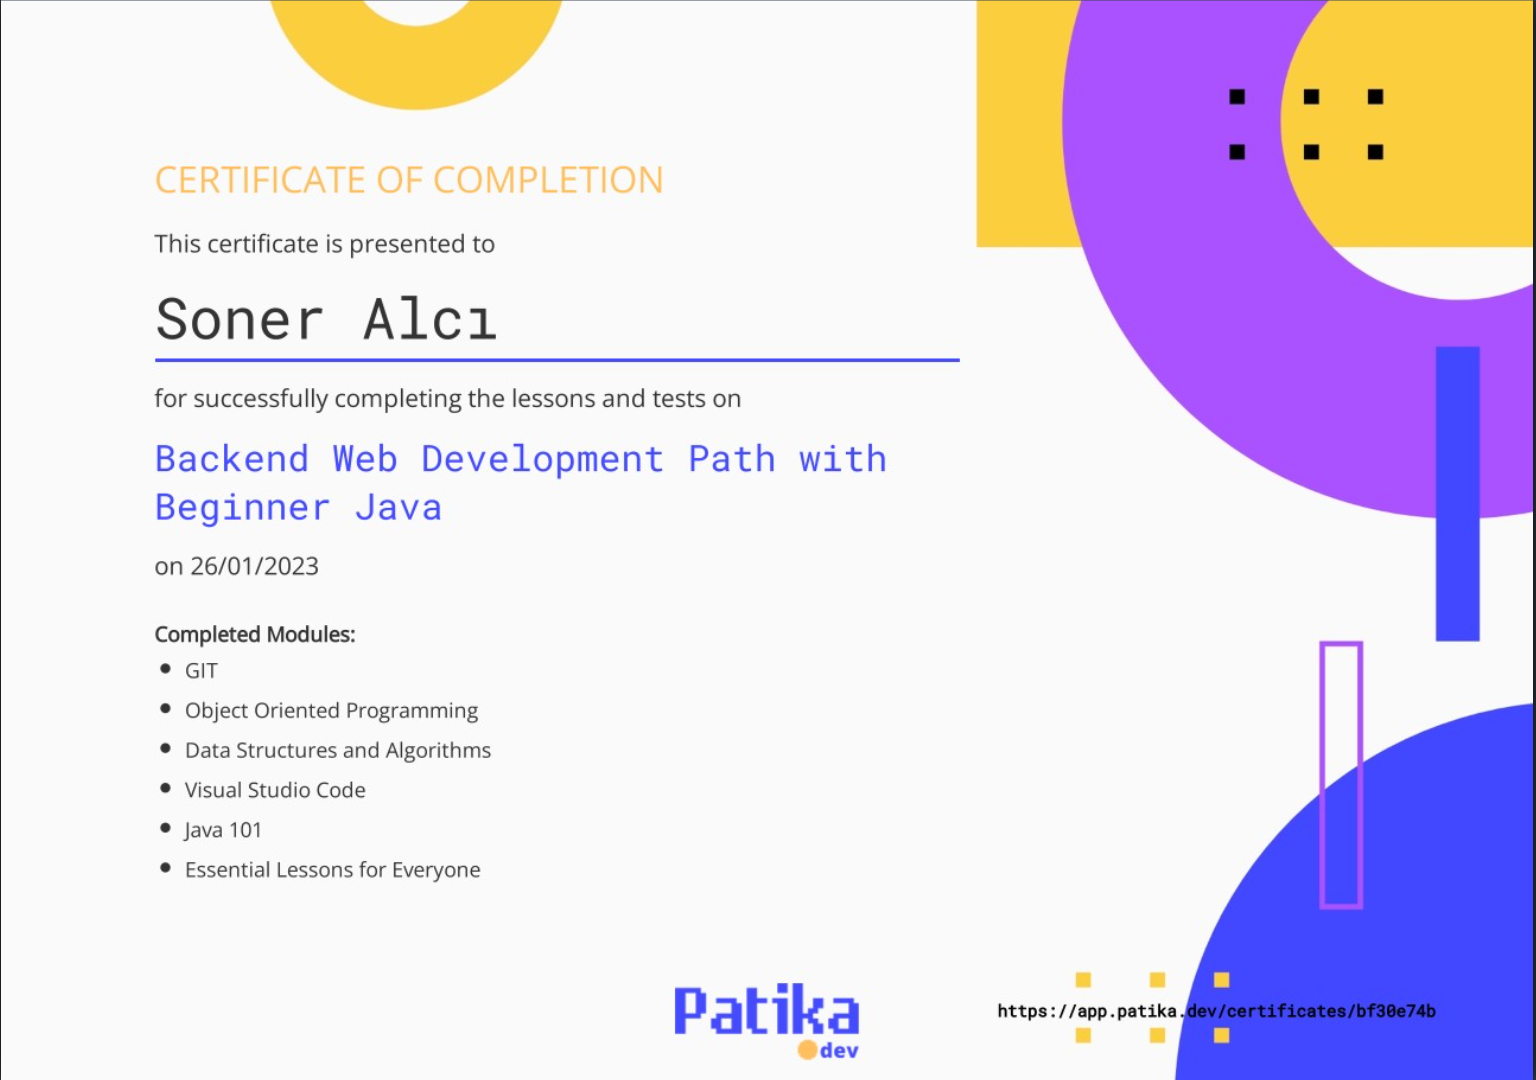 CERTIFICATE OF COMPLETION
This certificate is presented to
Soner Alcı
for successfully completing the lessons and tests on
Backend Web Development Path with
Beginner Java
on 26/01/2023
Completed Modules:
• GIT
• Object Oriented Programming
• Data Structures and Algorithms
• Visual Studio Code
• Java 101
• Essential Lessons for Everyone
Patika
dev
https://app.patika.dev/certificates/bf30e74b